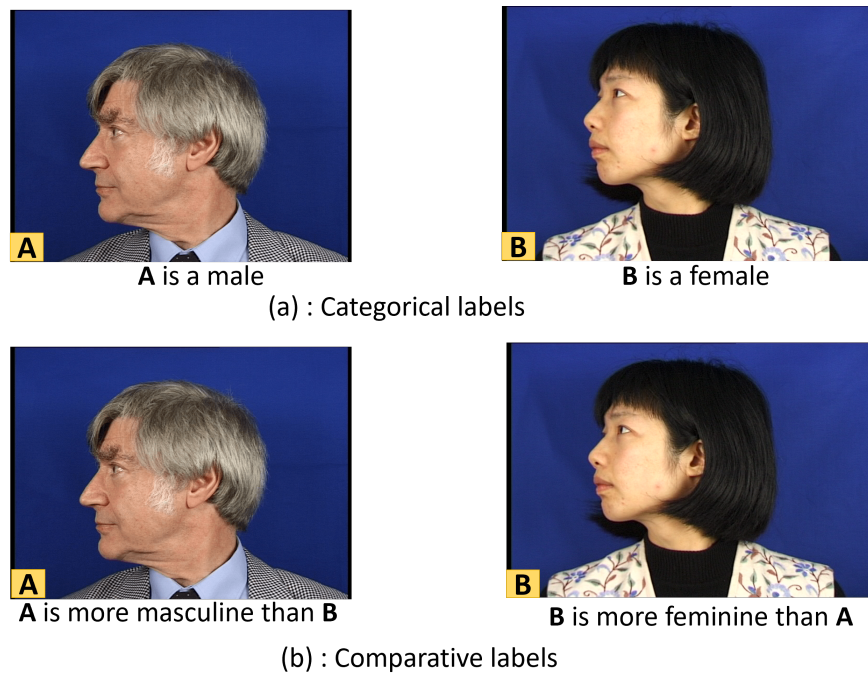 A
B
A is a male
B is a female
(a) : Categorical labels
A
B
A is more masculine than B
B is more feminine than A
(b) : Comparative labels